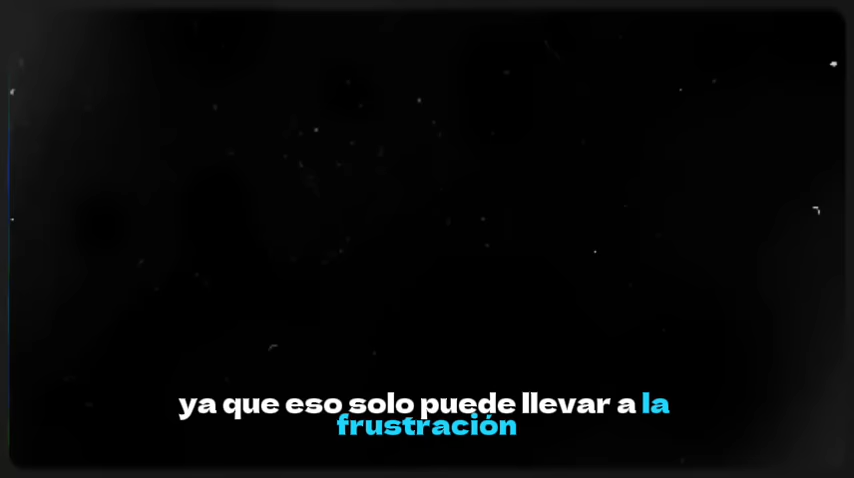 ya que eso solo puede llevar a la
frustración